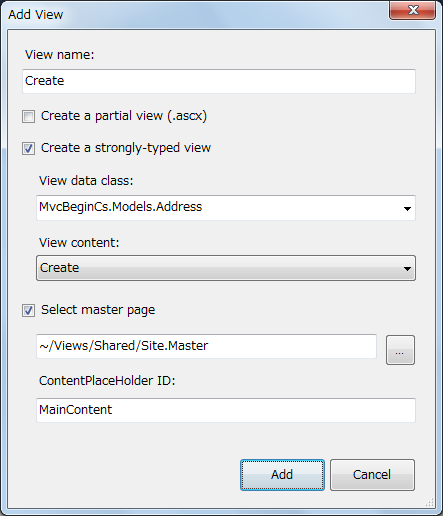 Add View
View name:
Create
Create a partial view (.ascx)
Create a strongly-typed view
View data class:
MvcBeginCs.Models.Address
View content:
Create
Select master page
~/Views/Shared/Site.Master
...
ContentPlaceHolder ID:
MainContent
Add
Cancel